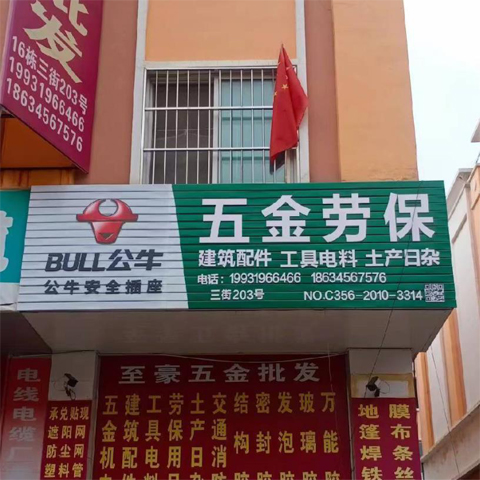 批发
16栋三街203号
19931966466
18634567576
BULL公牛
公牛安全插座
五金劳保
建筑配件 工具电料 土产日杂
电话：19931966466 18634567576
三街203号 NO.C356-2010-3314
至豪五金批发
电线电缆厂
承遮防塑
兑阳尘料
贴网网管
现
五金机
建筑配
工具电
劳保用
土产日
交通消
结构胶
密封胶
发泡胶
玻璃胶
万能胶
地篷焊铁
膜布条丝